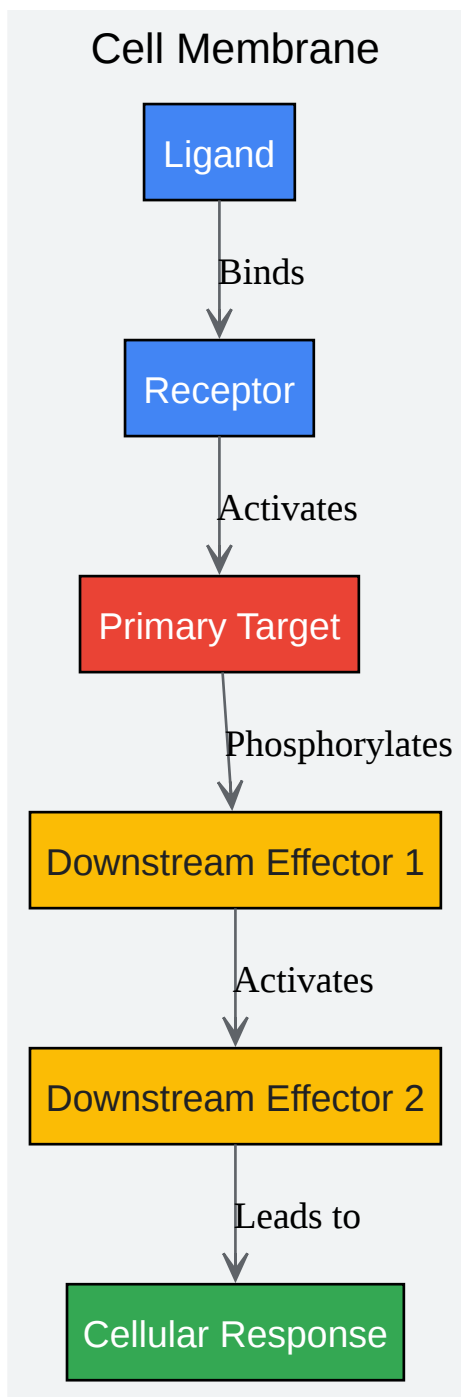 Cell Membrane
Ligand
Binds
Receptor
Activates
Primary Target
Phosphorylates
Downstream Effector 1
Activates
Downstream Effector 2
Leads to
Cellular Response